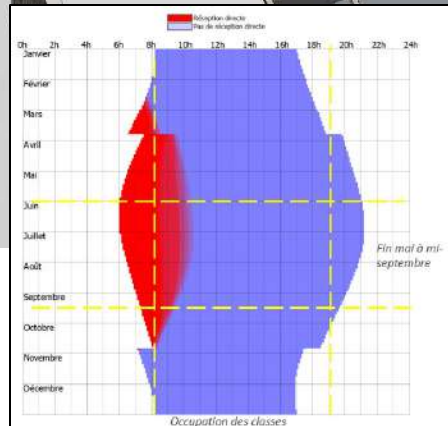 Réception directe
Pas de réception directe
0h 2h 4h 6h 8h 10h 12h 14h 16h 18h 20h 22h 24h
Janvier
Février
Mars
Avril
Mai
Juin
Juillet
Août
Septembre
Octobre
Novembre
Décembre
Fin mai à mi-
septembre
Occupation des classes